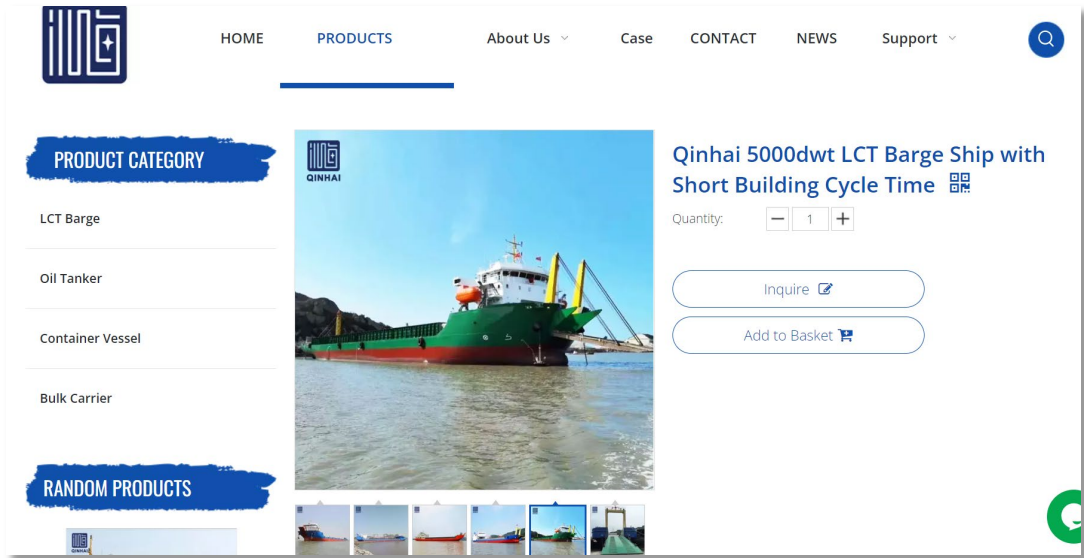 HOME
PRODUCTS
About Us
Case
CONTACT
NEWS
Support
PRODUCT CATEGORY
LCT Barge
Oil Tanker
Container Vessel
Bulk Carrier
RANDOM PRODUCTS
QINHAI
QINHAI
Qinhai 5000dwt LCT Barge Ship with
Short Building Cycle Time
Quantity:
1
Inquire
Add to Basket